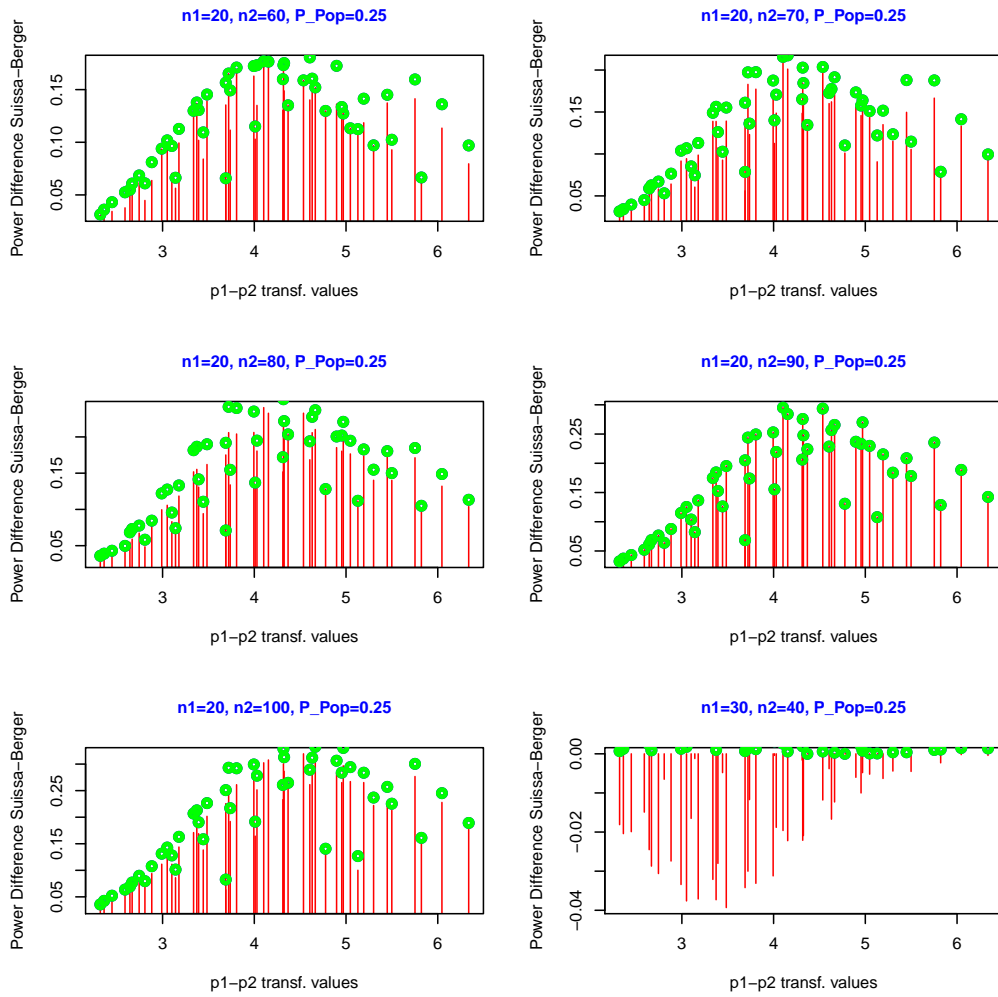 n1=20, n2=60, P_Pop=0.25
Power Difference Suissa−Berger
0.05 0.10 0.15
3 4 5 6
p1−p2 transf. values
n1=20, n2=70, P_Pop=0.25
Power Difference Suissa−Berger
0.05 0.15
3 4 5 6
p1−p2 transf. values
n1=20, n2=80, P_Pop=0.25
Power Difference Suissa−Berger
0.05 0.15
3 4 5 6
p1−p2 transf. values
n1=20, n2=90, P_Pop=0.25
Power Difference Suissa−Berger
0.05 0.15 0.25
3 4 5 6
p1−p2 transf. values
n1=20, n2=100, P_Pop=0.25
Power Difference Suissa−Berger
0.05 0.15 0.25
3 4 5 6
p1−p2 transf. values
n1=30, n2=40, P_Pop=0.25
Power Difference Suissa−Berger
−0.04 −0.02 0.00
3 4 5 6
p1−p2 transf. values